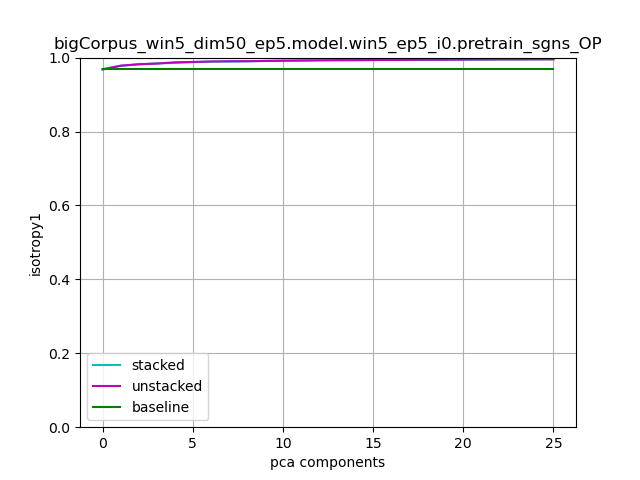 bigCorpus_win5_dim50_ep5.model.win5_ep5_i0.pretrain_sgns_OP
1.0
0.8
0.6
0.4
0.2
0.0
isotropy1
stacked
unstacked
baseline
0 5 10 15 20 25
pca components